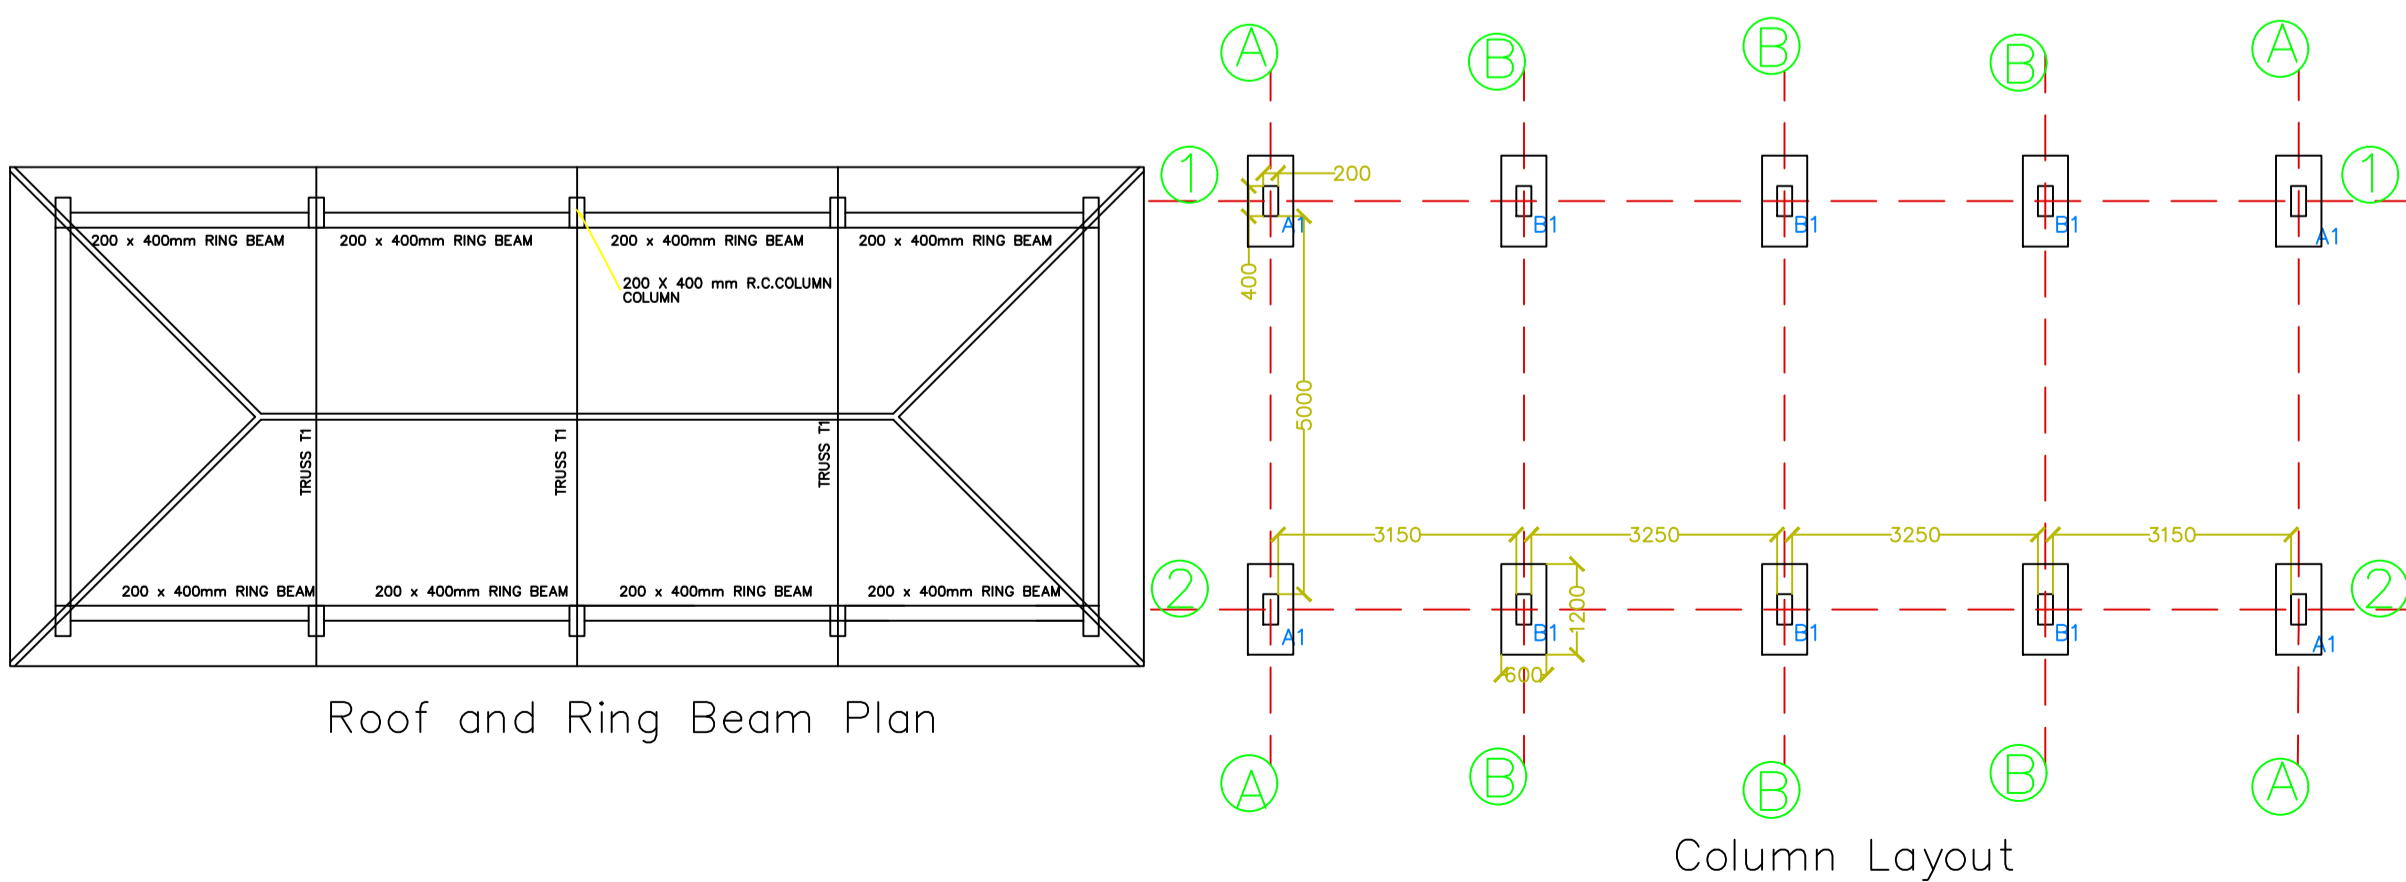 200 x 400mm RING BEAM
200 x 400mm RING BEAM
200 x 400mm RING BEAM
200 x 400mm RING BEAM
200 X 400 mm R.C.COLUMN
COLUMN
TRUSS T1
TRUSS T1
TRUSS T1
200 x 400mm RING BEAM
200 x 400mm RING BEAM
200 x 400mm RING BEAM
200 x 400mm RING BEAM
Roof and Ring Beam Plan
A
B
B
B
A
1
200
1
A1
B1
B1
B1
A1
400
5000
3150
3250
3250
3150
2
1200
2
A1
B1
B1
B1
A1
600
A
B
B
B
A
Column Layout